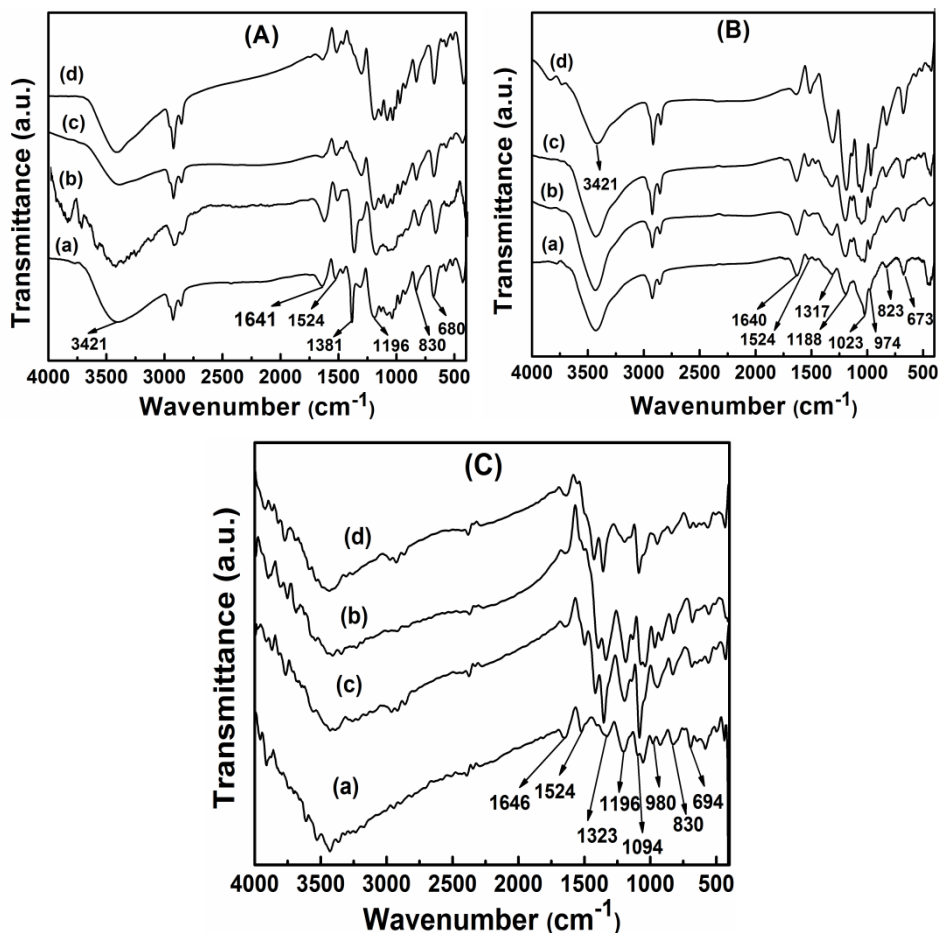 (A)
(d)
(c)
(b)
(a)
3421
1641
1524
1381
1196
830
680
4000 3500 3000 2500 2000 1500 1000 500
Wavenumber (cm-1)
Transmittance (a.u.)
(B)
(d)
3421
(c)
(b)
(a)
1640
1524
1317
1188
1023
974
823
673
4000 3500 3000 2500 2000 1500 1000 500
Wavenumber (cm-1)
Transmittance (a.u.)
(C)
(d)
(b)
(c)
(a)
1646
1524
1323
1196
1094
980
830
694
4000 3500 3000 2500 2000 1500 1000 500
Wavenumber (cm-1)
Transmittance (a.u.)